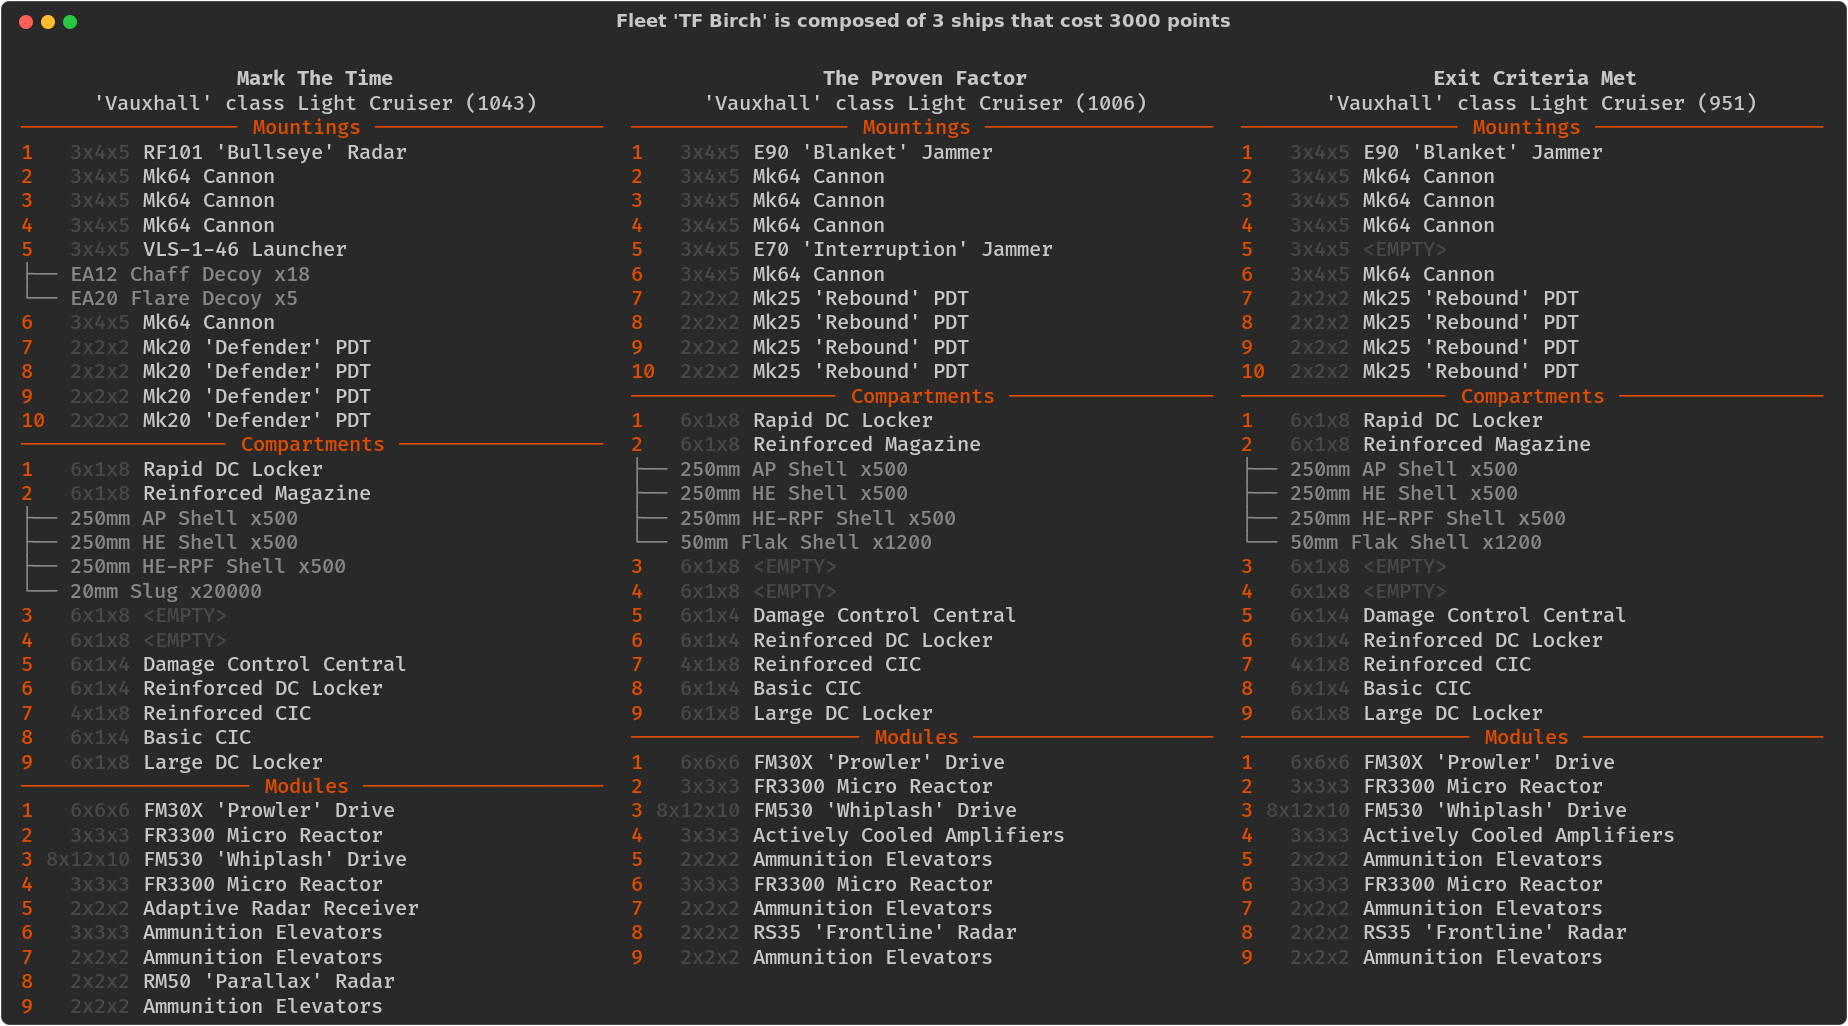 Fleet 'TF Birch' is composed of 3 ships that cost 3000 points
Mark The Time
'Vauxhall' class Light Cruiser (1043)
Mountings
1 3x4x5 RF101 'Bullseye' Radar
2 3x4x5 Mk64 Cannon
3 3x4x5 Mk64 Cannon
4 3x4x5 Mk64 Cannon
5 3x4x5 VLS-1-46 Launcher
EA12 Chaff Decoy x18
EA20 Flare Decoy x5
6 3x4x5 Mk64 Cannon
7 2x2x2 Mk20 'Defender' PDT
8 2x2x2 Mk20 'Defender' PDT
9 2x2x2 Mk20 'Defender' PDT
10 2x2x2 Mk20 'Defender' PDT
Compartments
1 6x1x8 Rapid DC Locker
2 6x1x8 Reinforced Magazine
250mm AP Shell x500
250mm HE Shell x500
250mm HE-RPF Shell x500
20mm Slug x20000
3 6x1x8 <EMPTY>
4 6x1x8 <EMPTY>
5 6x1x4 Damage Control Central
6 6x1x4 Reinforced DC Locker
7 4x1x8 Reinforced CIC
8 6x1x4 Basic CIC
9 6x1x8 Large DC Locker
Modules
1 6x6x6 FM30X 'Prowler' Drive
2 3x3x3 FR3300 Micro Reactor
3 8x12x10 FM530 'Whiplash' Drive
4 3x3x3 FR3300 Micro Reactor
5 2x2x2 Adaptive Radar Receiver
6 3x3x3 Ammunition Elevators
7 2x2x2 Ammunition Elevators
8 2x2x2 RM50 'Parallax' Radar
9 2x2x2 Ammunition Elevators
The Proven Factor
'Vauxhall' class Light Cruiser (1006)
Mountings
1 3x4x5 E90 'Blanket' Jammer
2 3x4x5 Mk64 Cannon
3 3x4x5 Mk64 Cannon
4 3x4x5 Mk64 Cannon
5 3x4x5 E70 'Interruption' Jammer
6 3x4x5 Mk64 Cannon
7 2x2x2 Mk25 'Rebound' PDT
8 2x2x2 Mk25 'Rebound' PDT
9 2x2x2 Mk25 'Rebound' PDT
10 2x2x2 Mk25 'Rebound' PDT
Compartments
1 6x1x8 Rapid DC Locker
2 6x1x8 Reinforced Magazine
250mm AP Shell x500
250mm HE Shell x500
250mm HE-RPF Shell x500
50mm Flak Shell x1200
3 6x1x8 <EMPTY>
4 6x1x8 <EMPTY>
5 6x1x4 Damage Control Central
6 6x1x4 Reinforced DC Locker
7 4x1x8 Reinforced CIC
8 6x1x4 Basic CIC
9 6x1x8 Large DC Locker
Modules
1 6x6x6 FM30X 'Prowler' Drive
2 3x3x3 FR3300 Micro Reactor
3 8x12x10 FM530 'Whiplash' Drive
4 3x3x3 Actively Cooled Amplifiers
5 2x2x2 Ammunition Elevators
6 3x3x3 FR3300 Micro Reactor
7 2x2x2 Ammunition Elevators
8 2x2x2 RS35 'Frontline' Radar
9 2x2x2 Ammunition Elevators
Exit Criteria Met
'Vauxhall' class Light Cruiser (951)
Mountings
1 3x4x5 E90 'Blanket' Jammer
2 3x4x5 Mk64 Cannon
3 3x4x5 Mk64 Cannon
4 3x4x5 Mk64 Cannon
5 3x4x5 <EMPTY>
6 3x4x5 Mk64 Cannon
7 2x2x2 Mk25 'Rebound' PDT
8 2x2x2 Mk25 'Rebound' PDT
9 2x2x2 Mk25 'Rebound' PDT
10 2x2x2 Mk25 'Rebound' PDT
Compartments
1 6x1x8 Rapid DC Locker
2 6x1x8 Reinforced Magazine
250mm AP Shell x500
250mm HE Shell x500
250mm HE-RPF Shell x500
50mm Flak Shell x1200
3 6x1x8 <EMPTY>
4 6x1x8 <EMPTY>
5 6x1x4 Damage Control Central
6 6x1x4 Reinforced DC Locker
7 4x1x8 Reinforced CIC
8 6x1x4 Basic CIC
9 6x1x8 Large DC Locker
Modules
1 6x6x6 FM30X 'Prowler' Drive
2 3x3x3 FR3300 Micro Reactor
3 8x12x10 FM530 'Whiplash' Drive
4 3x3x3 Actively Cooled Amplifiers
5 2x2x2 Ammunition Elevators
6 3x3x3 FR3300 Micro Reactor
7 2x2x2 Ammunition Elevators
8 2x2x2 RS35 'Frontline' Radar
9 2x2x2 Ammunition Elevators